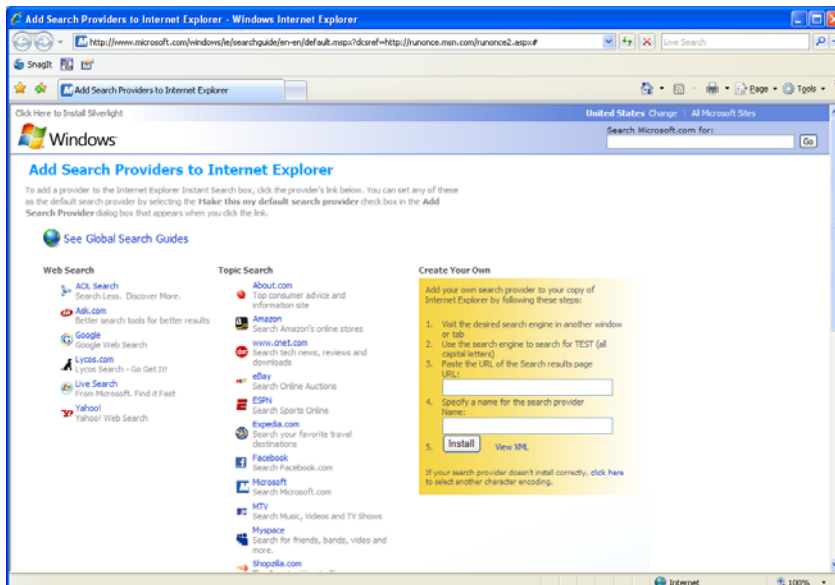 Add Search Providers to Internet Explorer - Windows Internet Explorer
http://www.microsoft.com/windows/ie/searchguide/en-en/default.mspx?dcsref=http://runonce.msn.com/runonce2.aspx#
Live Search
SnagIt
Add Search Providers to Internet Explorer
Page
Tools
Click Here to Install Silverlight
United States Change | All Microsoft Sites
Windows
Search Microsoft.com for:
Go
Add Search Providers to Internet Explorer
To add a provider to the Internet Explorer Instant Search box, click the provider's link below. You can set any of these
as the default search provider by selecting the Make this my default search provider check box in the Add
Search Provider dialog box that appears when you click the link.
See Global Search Guides
Web Search
AOL Search
Search Less. Discover More.
Ask.com
Better search tools for better results
Google
Google Web Search
Lycos.com
Lycos Search - Go Get It!
Live Search
From Microsoft. Find it Fast
Yahoo!
Yahoo! Web Search
Topic Search
About.com
Top consumer advice and
information site
Amazon
Search Amazon's online stores
www.cnet.com
Search tech news, reviews and
downloads
eBay
Search Online Auctions
ESPN
Search Sports Online
Expedia.com
Search your favorite travel
destinations
Facebook
Search Facebook.com
Microsoft
Search Microsoft.com
MTV
Search Music, Videos and TV Shows
Myspace
Search for friends, bands, video and
more.
Shopzilla.com
Create Your Own
Add your own search provider to your copy of
Internet Explorer by following these steps:
1. Visit the desired search engine in another window
or tab
2. Use the search engine to search for TEST (all
capital letters)
3. Paste the URL of the Search results page
URL:
4. Specify a name for the search provider
Name:
5. Install View XML
If your search provider doesn't install correctly, click here
to select another character encoding.
Internet
100%